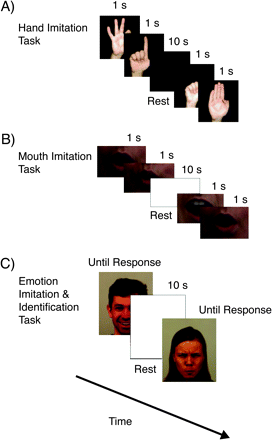 A)
1 s
Hand Imitation
Task
1 s
10 s
1 s
1 s
Rest
B)
1 s
Mouth Imitation
Task
1 s
10 s
1 s
1 s
Rest
C)
Until Response
Emotion
Imitation &
Identification
Task
10 s
Until Response
Rest
Time